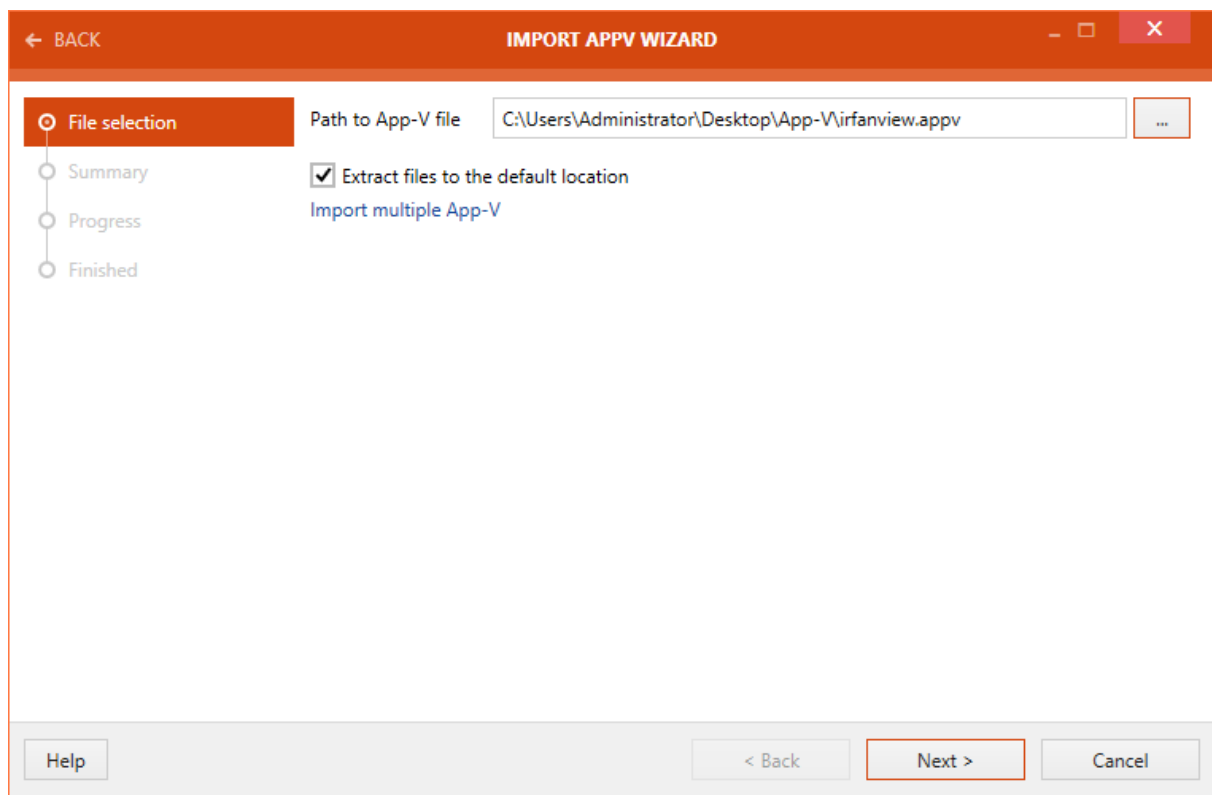 ← BACK
IMPORT APPV WIZARD
File selection
Summary
Progress
Finished
Path to App-V file
C:\Users\Administrator\Desktop\App-V\irfanview.appv
...
Extract files to the default location
Import multiple App-V
Help
< Back
Next >
Cancel